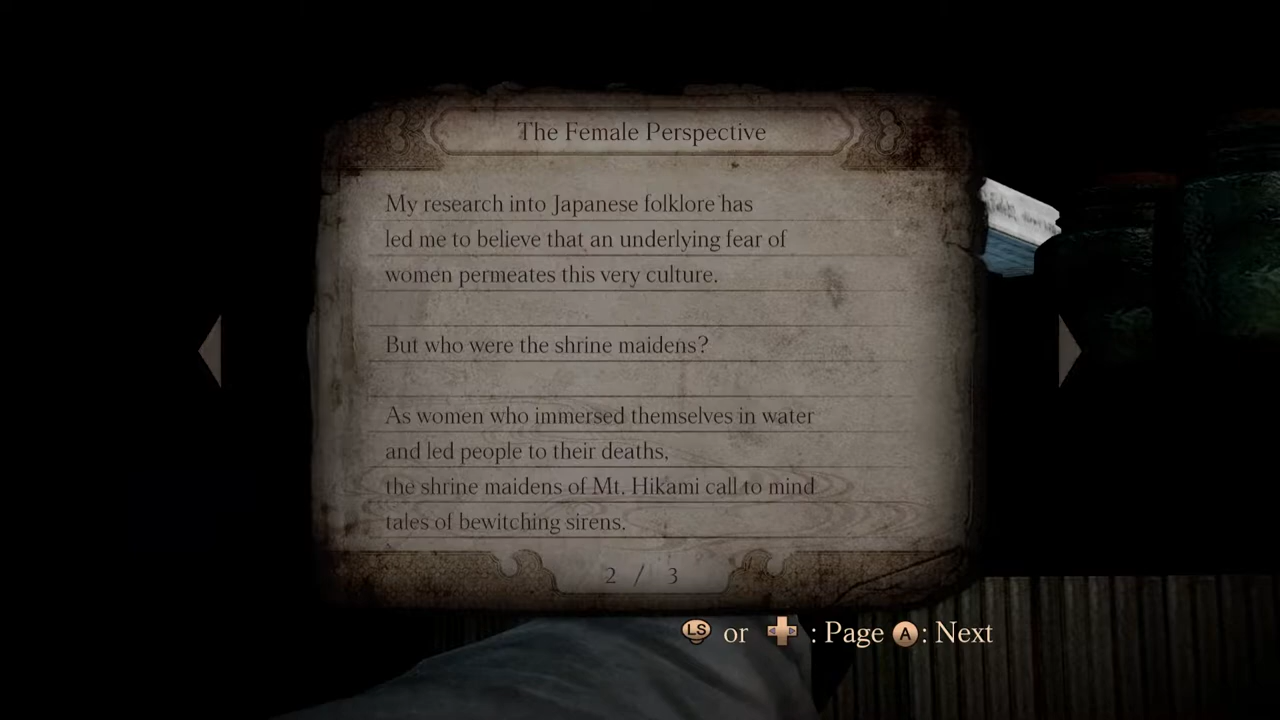 The Female Perspective
My research into Japanese folklore has
led me to believe that an underlying fear of
women permeates this very culture.
But who were the shrine maidens?
As women who immersed themselves in water
and led people to their deaths,
the shrine maidens of Mt. Hikami call to mind
tales of bewitching sirens.
2 / 3
LS or : Page A : Next